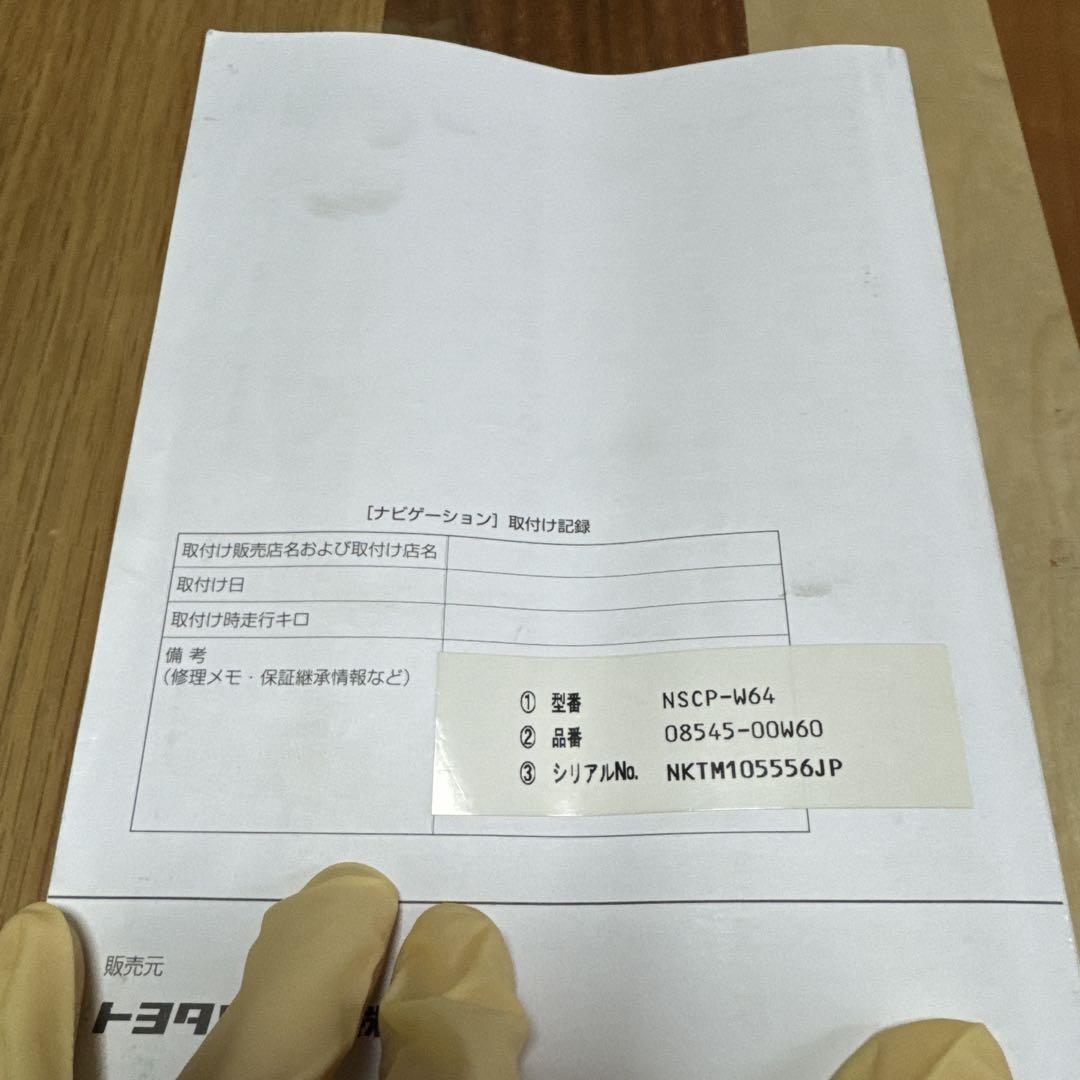 ［ナビゲーション］取付け記録
取付け販売店名および取付け店名
取付け日
取付け時走行キロ
備 考
（修理メモ・保証継承情報など）
① 型番 NSCP-W64
② 品番 08545-00W60
③ シリアルNo. NKTM105556JP
販売元
トヨタ